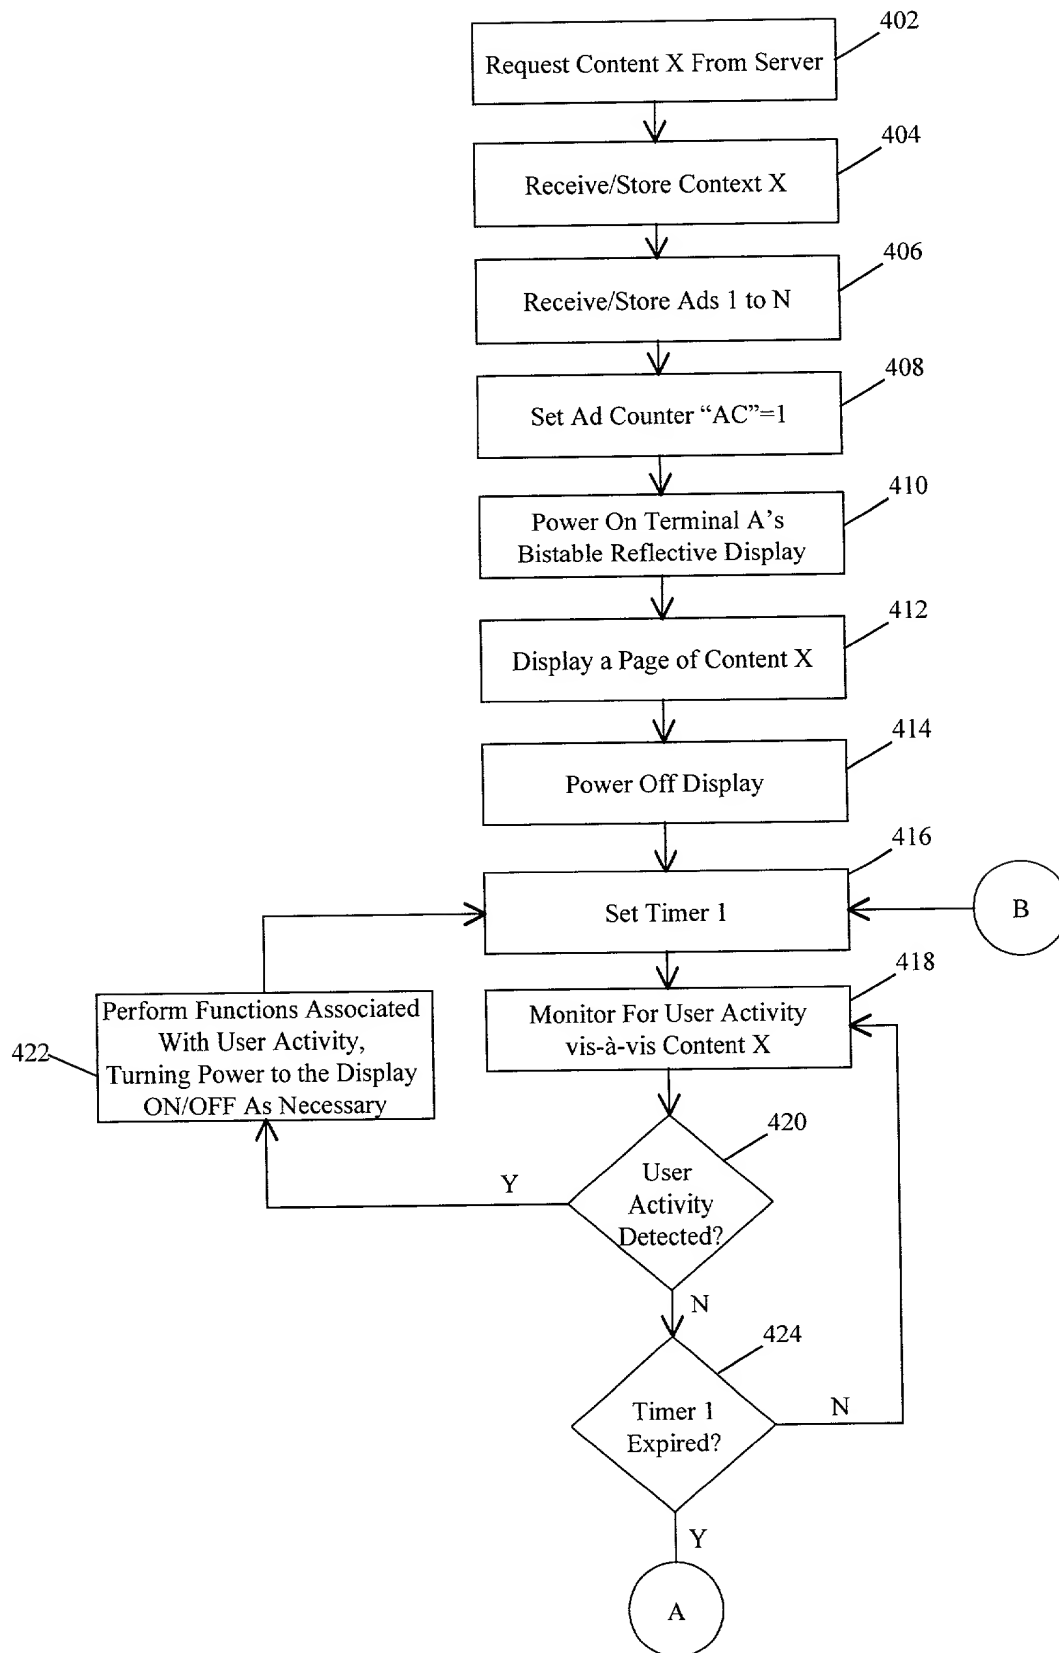 402
Request Content X From Server
404
Receive/Store Context X
406
Receive/Store Ads 1 to N
408
Set Ad Counter “AC”=1
410
Power On Terminal A’s
Bistable Reflective Display
412
Display a Page of Content X
414
Power Off Display
416
Set Timer 1
B
418
Monitor For User Activity
vis-à-vis Content X
422
Perform Functions Associated
With User Activity,
Turning Power to the Display
ON/OFF As Necessary
420
User
Activity
Detected?
Y
N
424
Timer 1
Expired?
N
Y
A